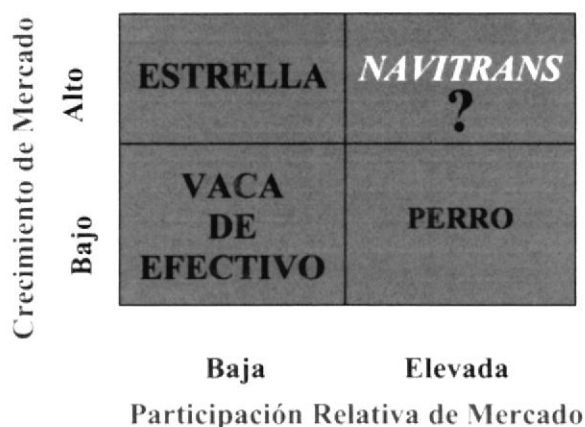 Crecimiento de Mercado
Alto
Bajo
ESTRELLA
NAVITRANS
?
VACA
DE
EFECTIVO
PERRO
Baja
Elevada
Participación Relativa de Mercado